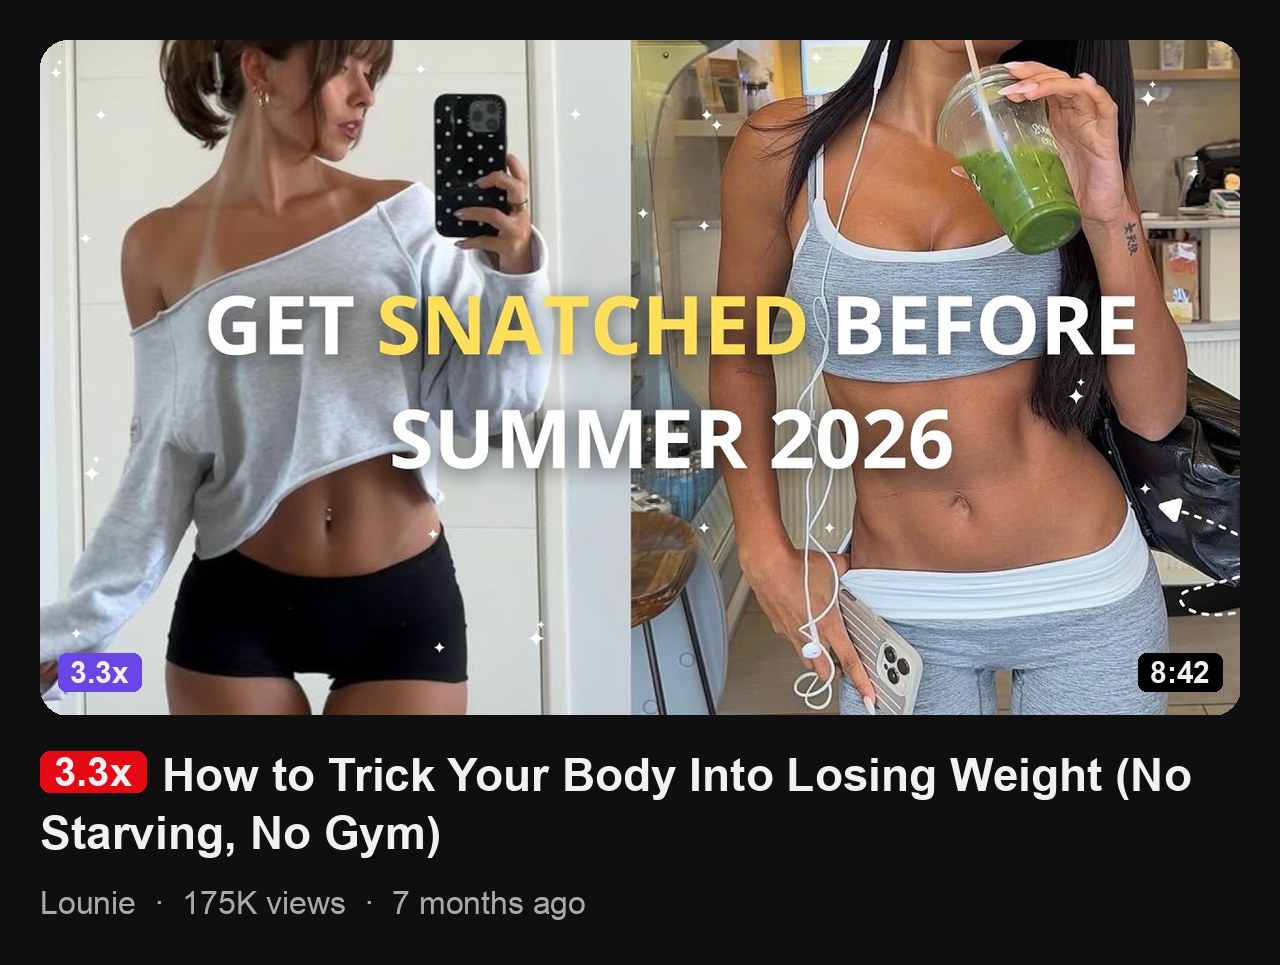 GET SNATCHED BEFORE
SUMMER 2026
3.3x
8:42
3.3x How to Trick Your Body Into Losing Weight (No
Starving, No Gym)
Lounie · 175K views · 7 months ago